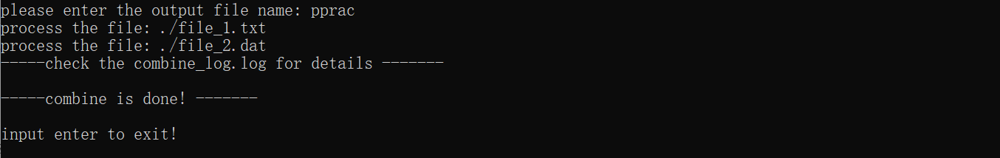 please enter the output file name: pprac
process the file: ./file_1.txt
process the file: ./file_2.dat
-----check the combine_log.log for details -------
-----combine is done! -------
input enter to exit!